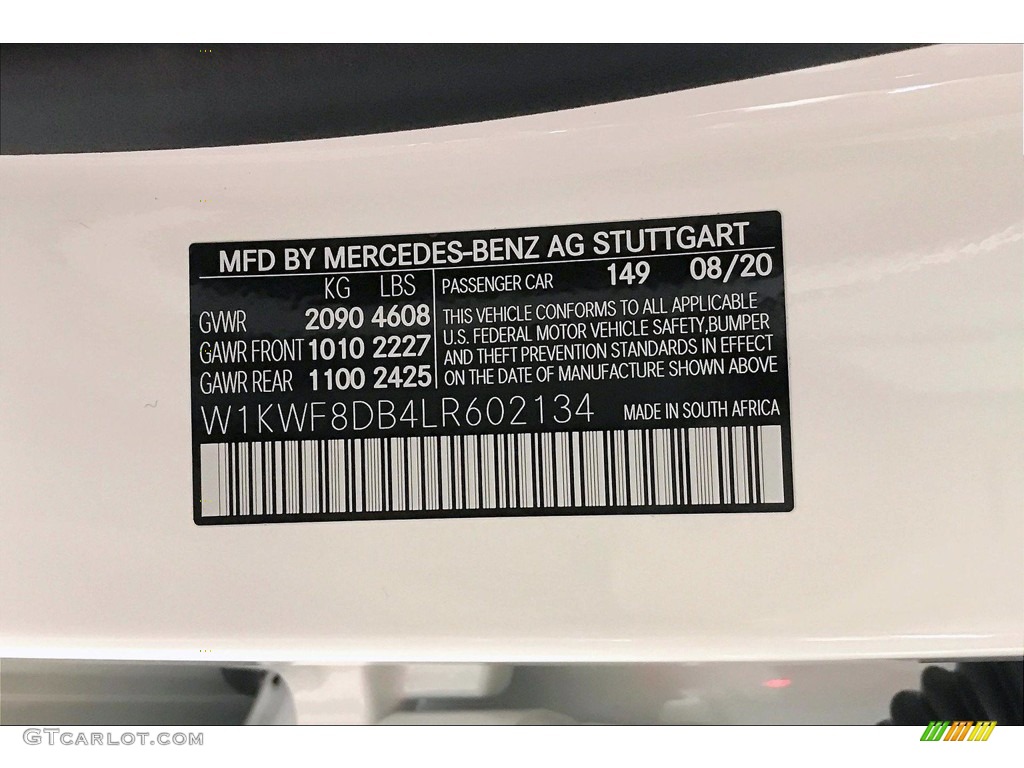 MFD BY MERCEDES-BENZ AG STUTTGART
KG LBS
GVWR 2090 4608
GAWR FRONT 1010 2227
GAWR REAR 1100 2425
PASSENGER CAR 149 08/20
THIS VEHICLE CONFORMS TO ALL APPLICABLE
U.S. FEDERAL MOTOR VEHICLE SAFETY,BUMPER
AND THEFT PREVENTION STANDARDS IN EFFECT
ON THE DATE OF MANUFACTURE SHOWN ABOVE
W1KWF8DB4LR602134 MADE IN SOUTH AFRICA
GTCARLOT.COM